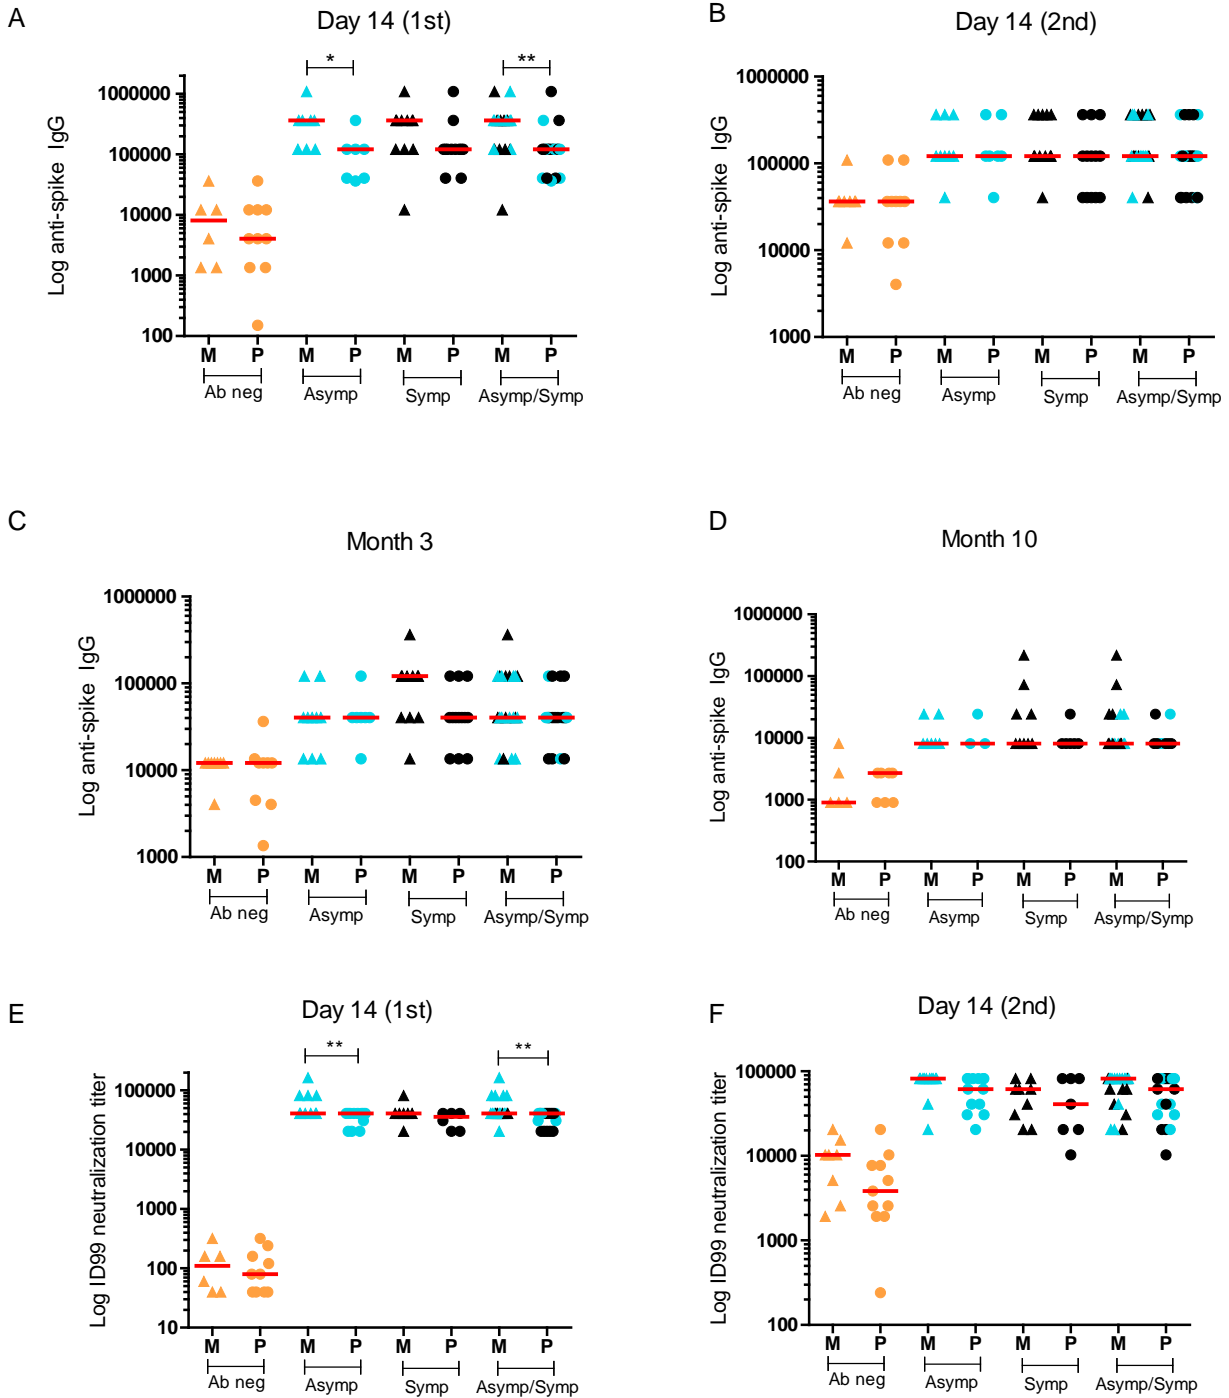 A
Day 14 (1st)
* **
Log anti-spike IgG
1000000
100000
10000
1000
100
M P M P M P M P
Ab neg Asymp Symp Asymp/Symp
B
Day 14 (2nd)
Log anti-spike IgG
1000000
100000
10000
1000
M P M P M P M P
Ab neg Asymp Symp Asymp/Symp
C
Month 3
Log anti-spike IgG
1000000
100000
10000
1000
M P M P M P M P
Ab neg Asymp Symp Asymp/Symp
D
Month 10
Log anti-spike IgG
1000000
100000
10000
1000
100
M P M P M P M P
Ab neg Asymp Symp Asymp/Symp
E
Day 14 (1st)
** **
Log ID99 neutralization titer
100000
10000
1000
100
10
M P M P M P M P
Ab neg Asymp Symp Asymp/Symp
F
Day 14 (2nd)
Log ID99 neutralization titer
100000
10000
1000
100
M P M P M P M P
Ab neg Asymp Symp Asymp/Symp